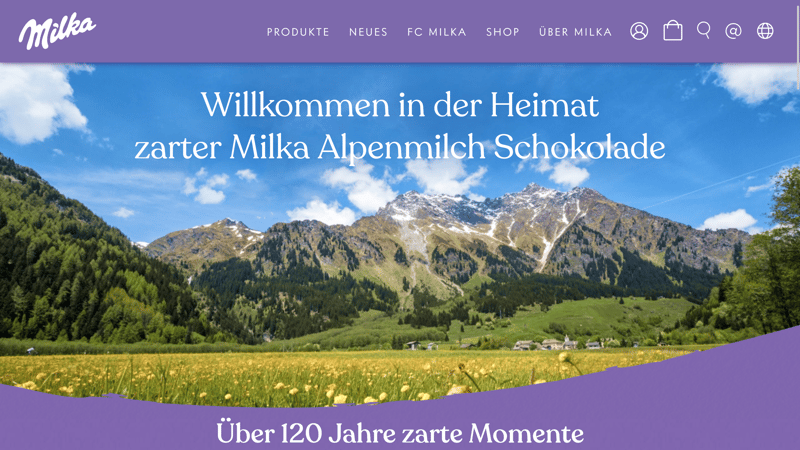 Milka
PRODUKTE NEUES FC MILKA SHOP ÜBER MILKA
Willkommen in der Heimat
zarter Milka Alpenmilch Schokolade
Über 120 Jahre zarte Momente